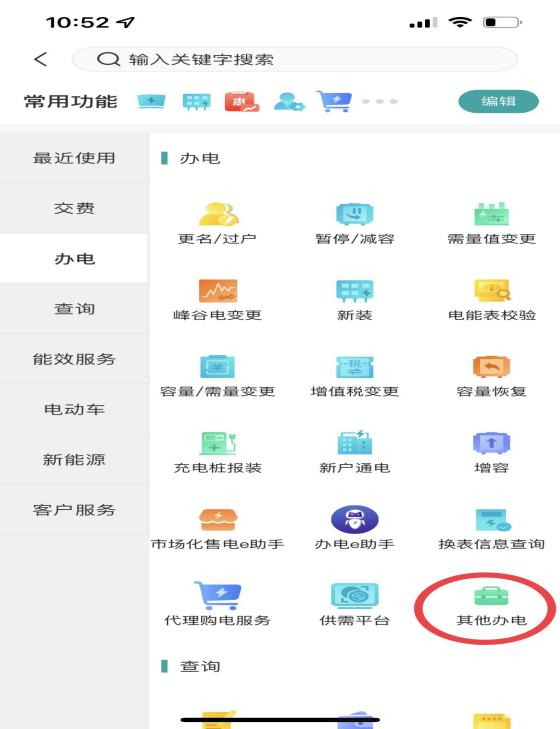 10:52
输入关键字搜索
常用功能
惠
编辑
最近使用
交费
办电
查询
能效服务
电动车
新能源
客户服务
办电
更名/过户
暂停/减容
需量值变更
峰谷电变更
新装
电能表校验
容量/需量变更
税
增值税变更
容量恢复
充电桩报装
新户通电
增容
市场化售电e助手
办电e助手
换表信息查询
代理购电服务
供需平台
其他办电
查询